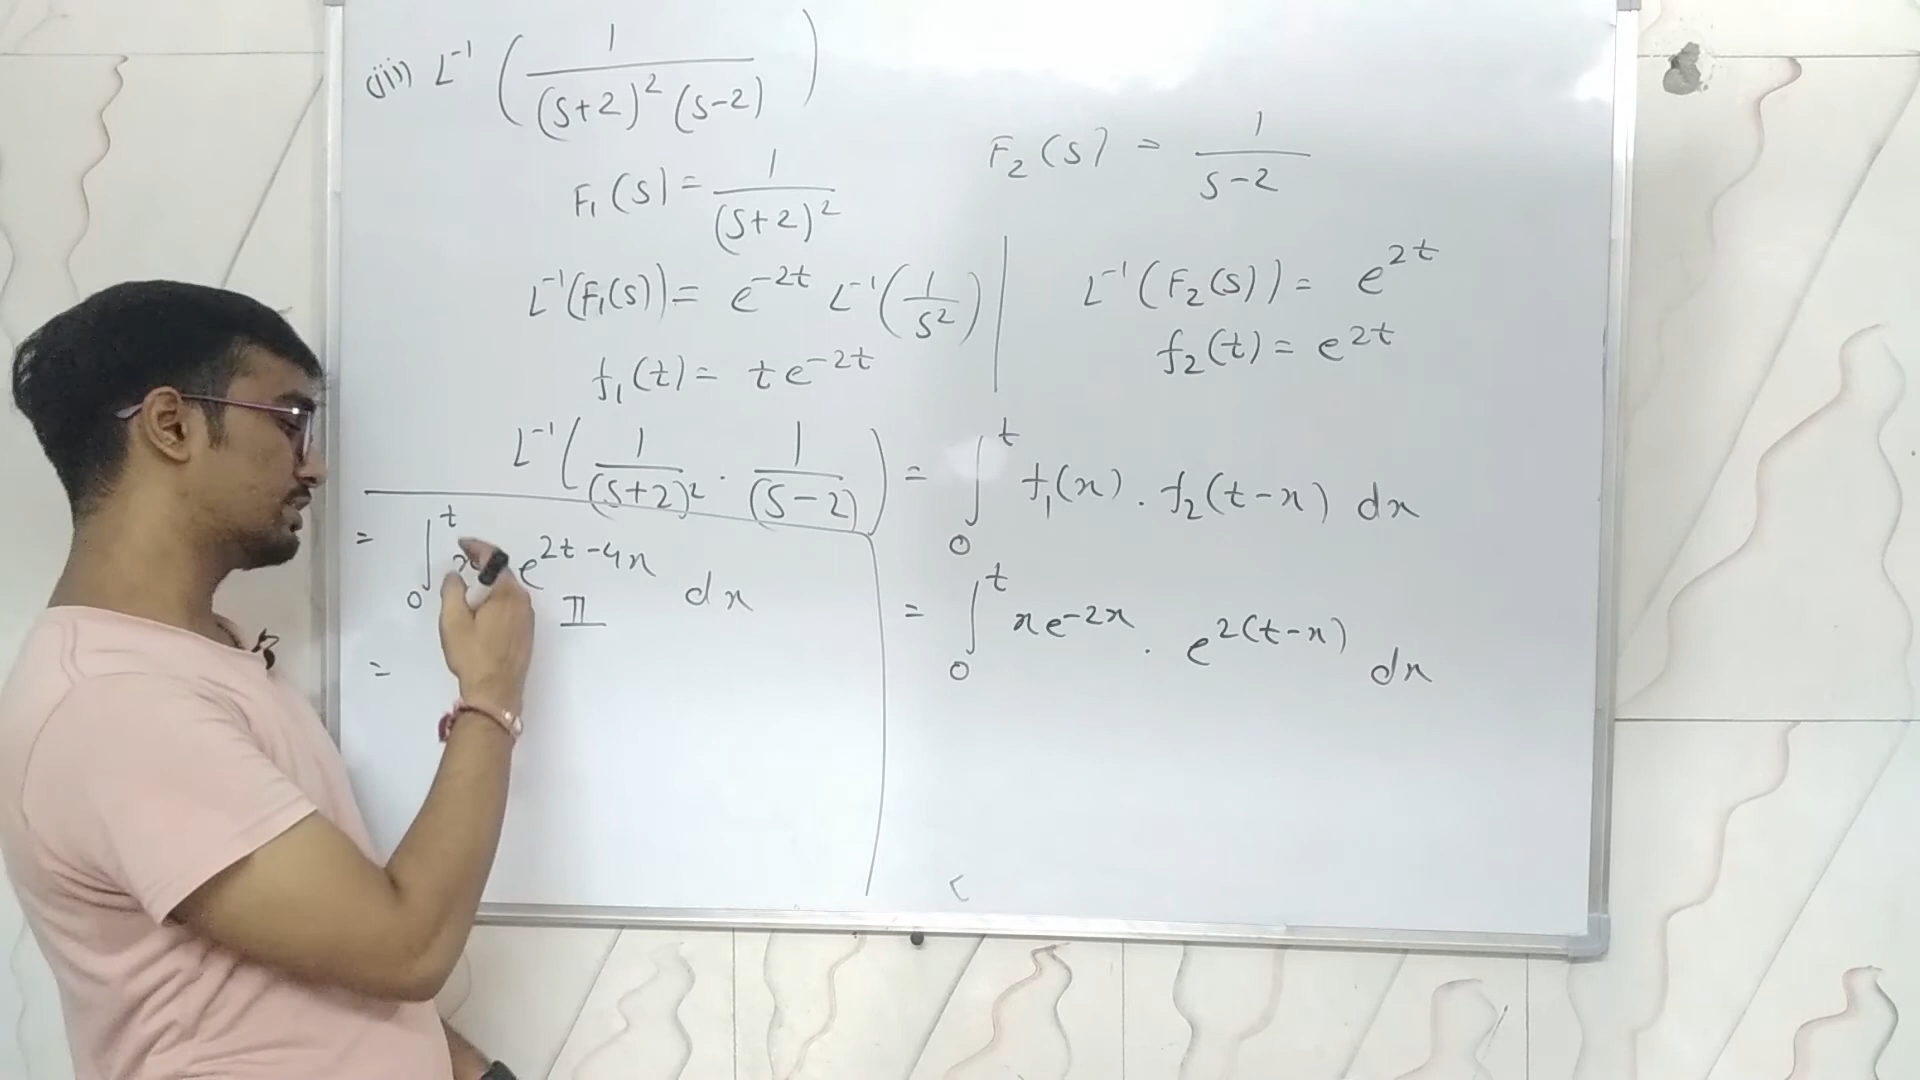 (iii) L⁻¹ ( 1 / (s+2)² (s-2) )
F₁(s) = 1 / (s+2)²
F₂(s) = 1 / s-2
L⁻¹(F₁(s)) = e⁻²ᵗ L⁻¹(1/s²)
L⁻¹(F₂(s)) = e²ᵗ
f₁(t) = te⁻²ᵗ
f₂(t) = e²ᵗ
L⁻¹( 1/(s+2)² · 1/(s-2) ) = ∫₀ᵗ f₁(x) . f₂(t-x) dx
= ∫₀ᵗ xe^{-2x} . e^{2(t-x)} dx
= ∫₀ᵗ x e^{2t-4x} dx
II
=